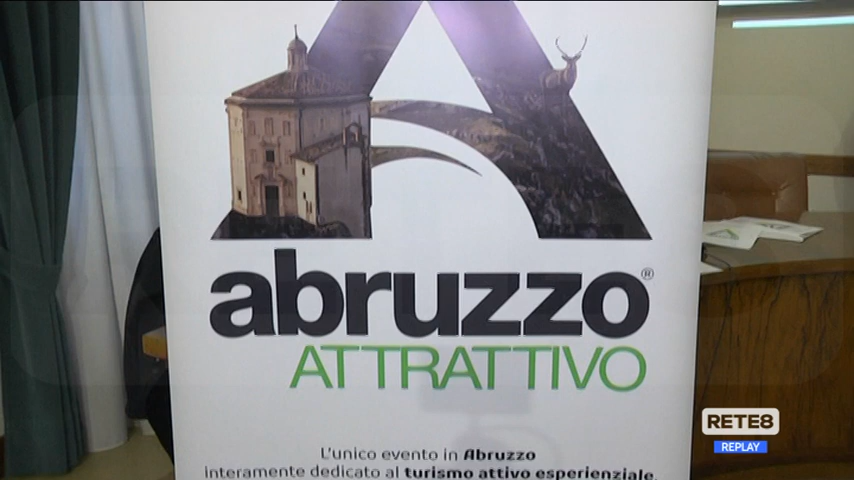 abruzzo®
ATTRATTIVO
L'unico evento in Abruzzo
interamente dedicato al turismo attivo esperienziale.
RETE8
REPLAY